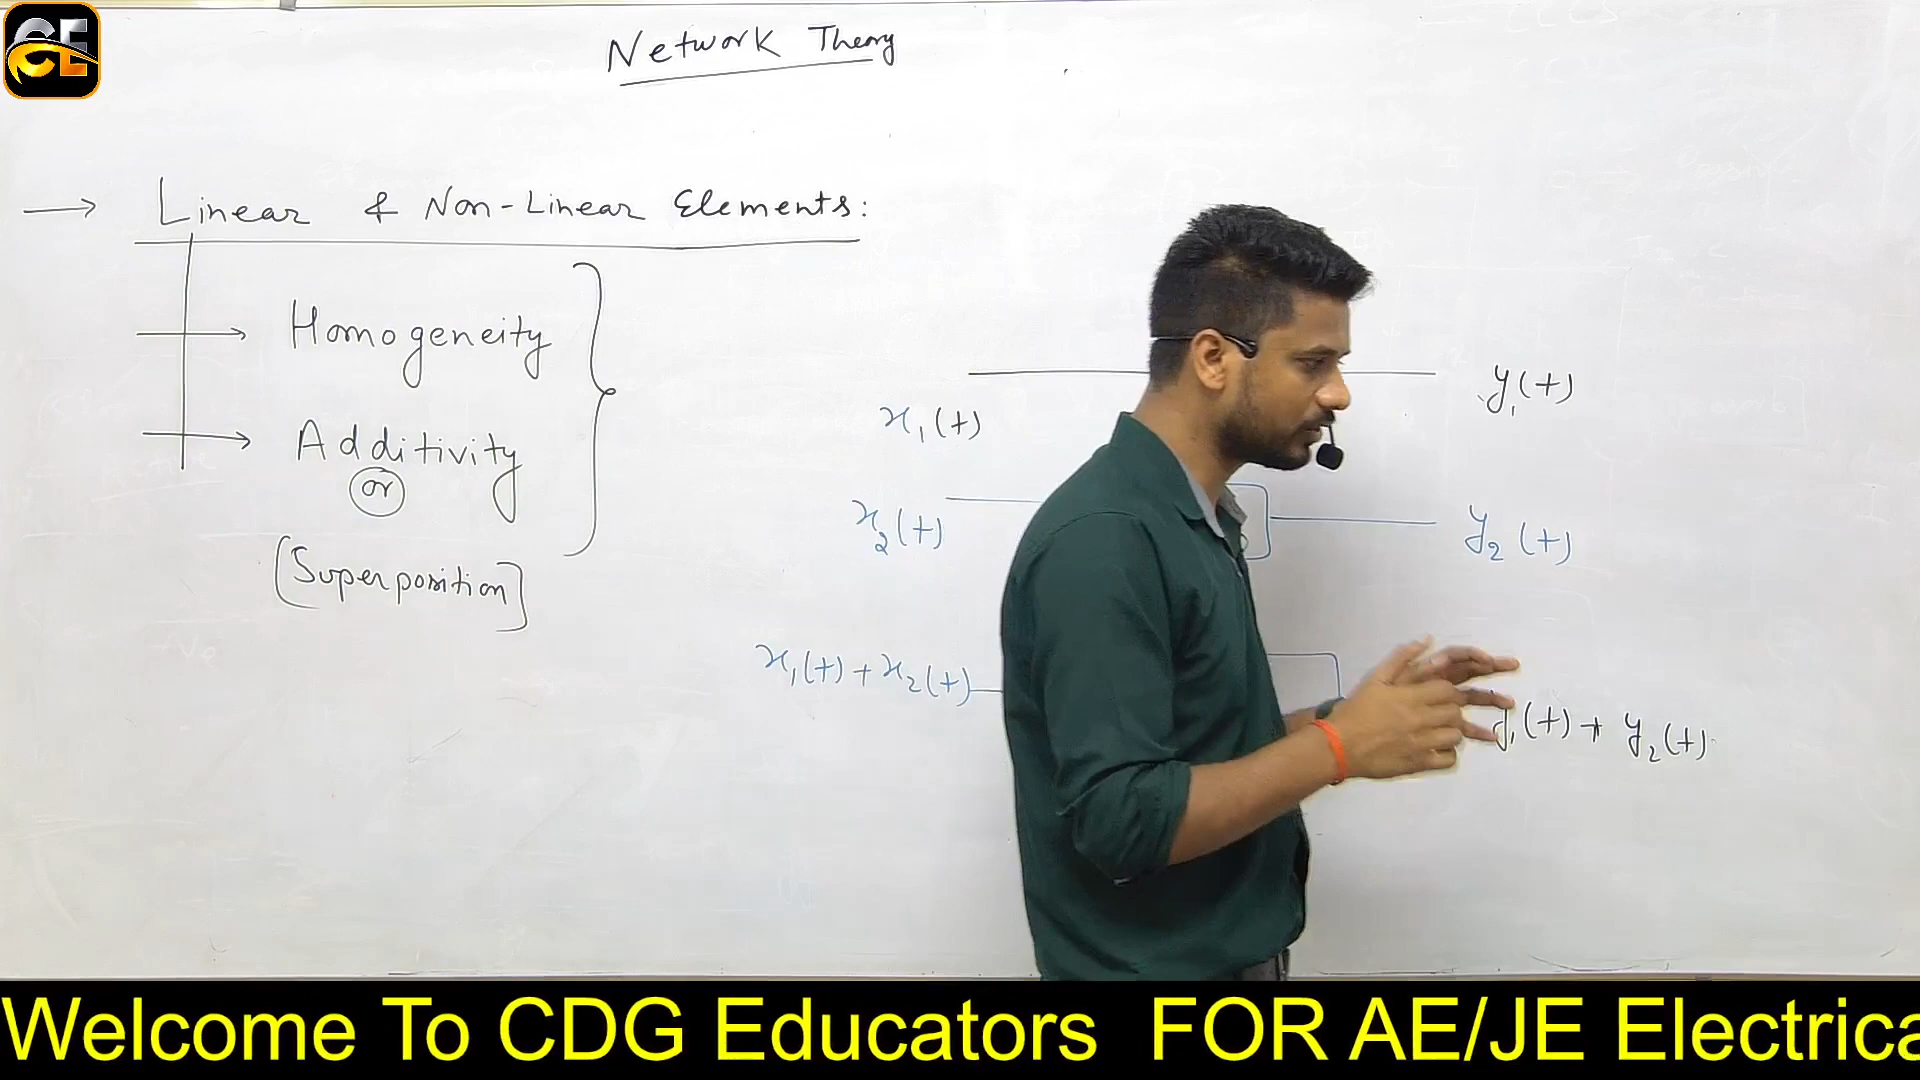 CE
Network Theory
→ Linear & Non-Linear Elements:
→ Homogeneity
→ Additivity
or
[Superposition]
x₁(t) y₁(t)
x₂(t) y₂(t)
x₁(t) + x₂(t) y₁(t) + y₂(t)
Welcome To CDG Educators FOR AE/JE Electrica